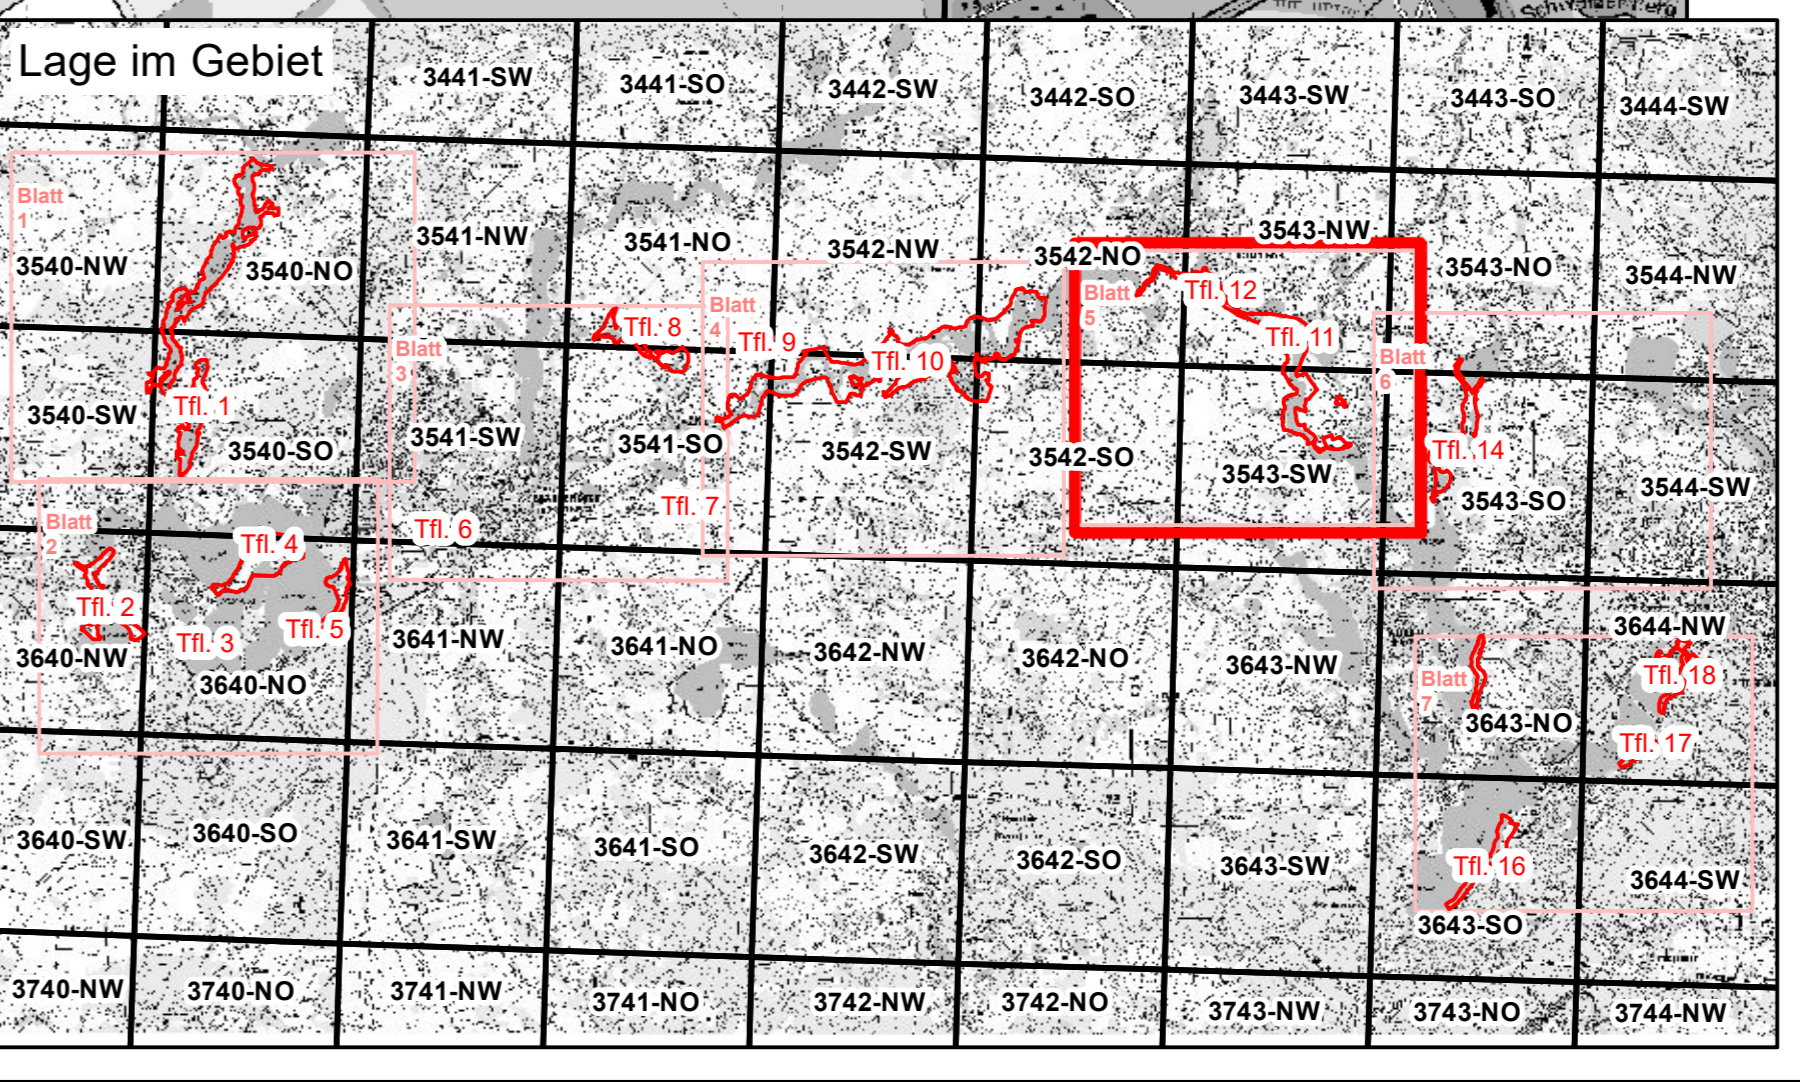 Schwanenberg
Lage im Gebiet
3441-SW
3441-SO
3442-SW
3442-SO
3443-SW
3443-SO
3444-SW
Blatt
1
3540-NW
3540-NO
3541-NW
3541-NO
3542-NW
3542-NO
3543-NW
3543-NO
3544-NW
Blatt
3
Tfl. 8
Blatt
4
Tfl. 9
Tfl. 10
Blatt
5
Tfl. 12
Tfl. 11
Blatt
6
3540-SW
Tfl. 1
3540-SO
3541-SW
3541-SO
3542-SW
3542-SO
3543-SW
Tfl. 14
3543-SO
3544-SW
Blatt
2
Tfl. 4
Tfl. 6
Tfl. 7
Tfl. 2
Tfl. 3
Tfl. 5
3640-NW
3640-NO
3641-NW
3641-NO
3642-NW
3642-NO
3643-NW
Blatt
7
3643-NO
3644-NW
Tfl. 18
Tfl. 17
3640-SW
3640-SO
3641-SW
3641-SO
3642-SW
3642-SO
3643-SW
Tfl. 16
3643-SO
3644-SW
3740-NW
3740-NO
3741-NW
3741-NO
3742-NW
3742-NO
3743-NW
3743-NO
3744-NW